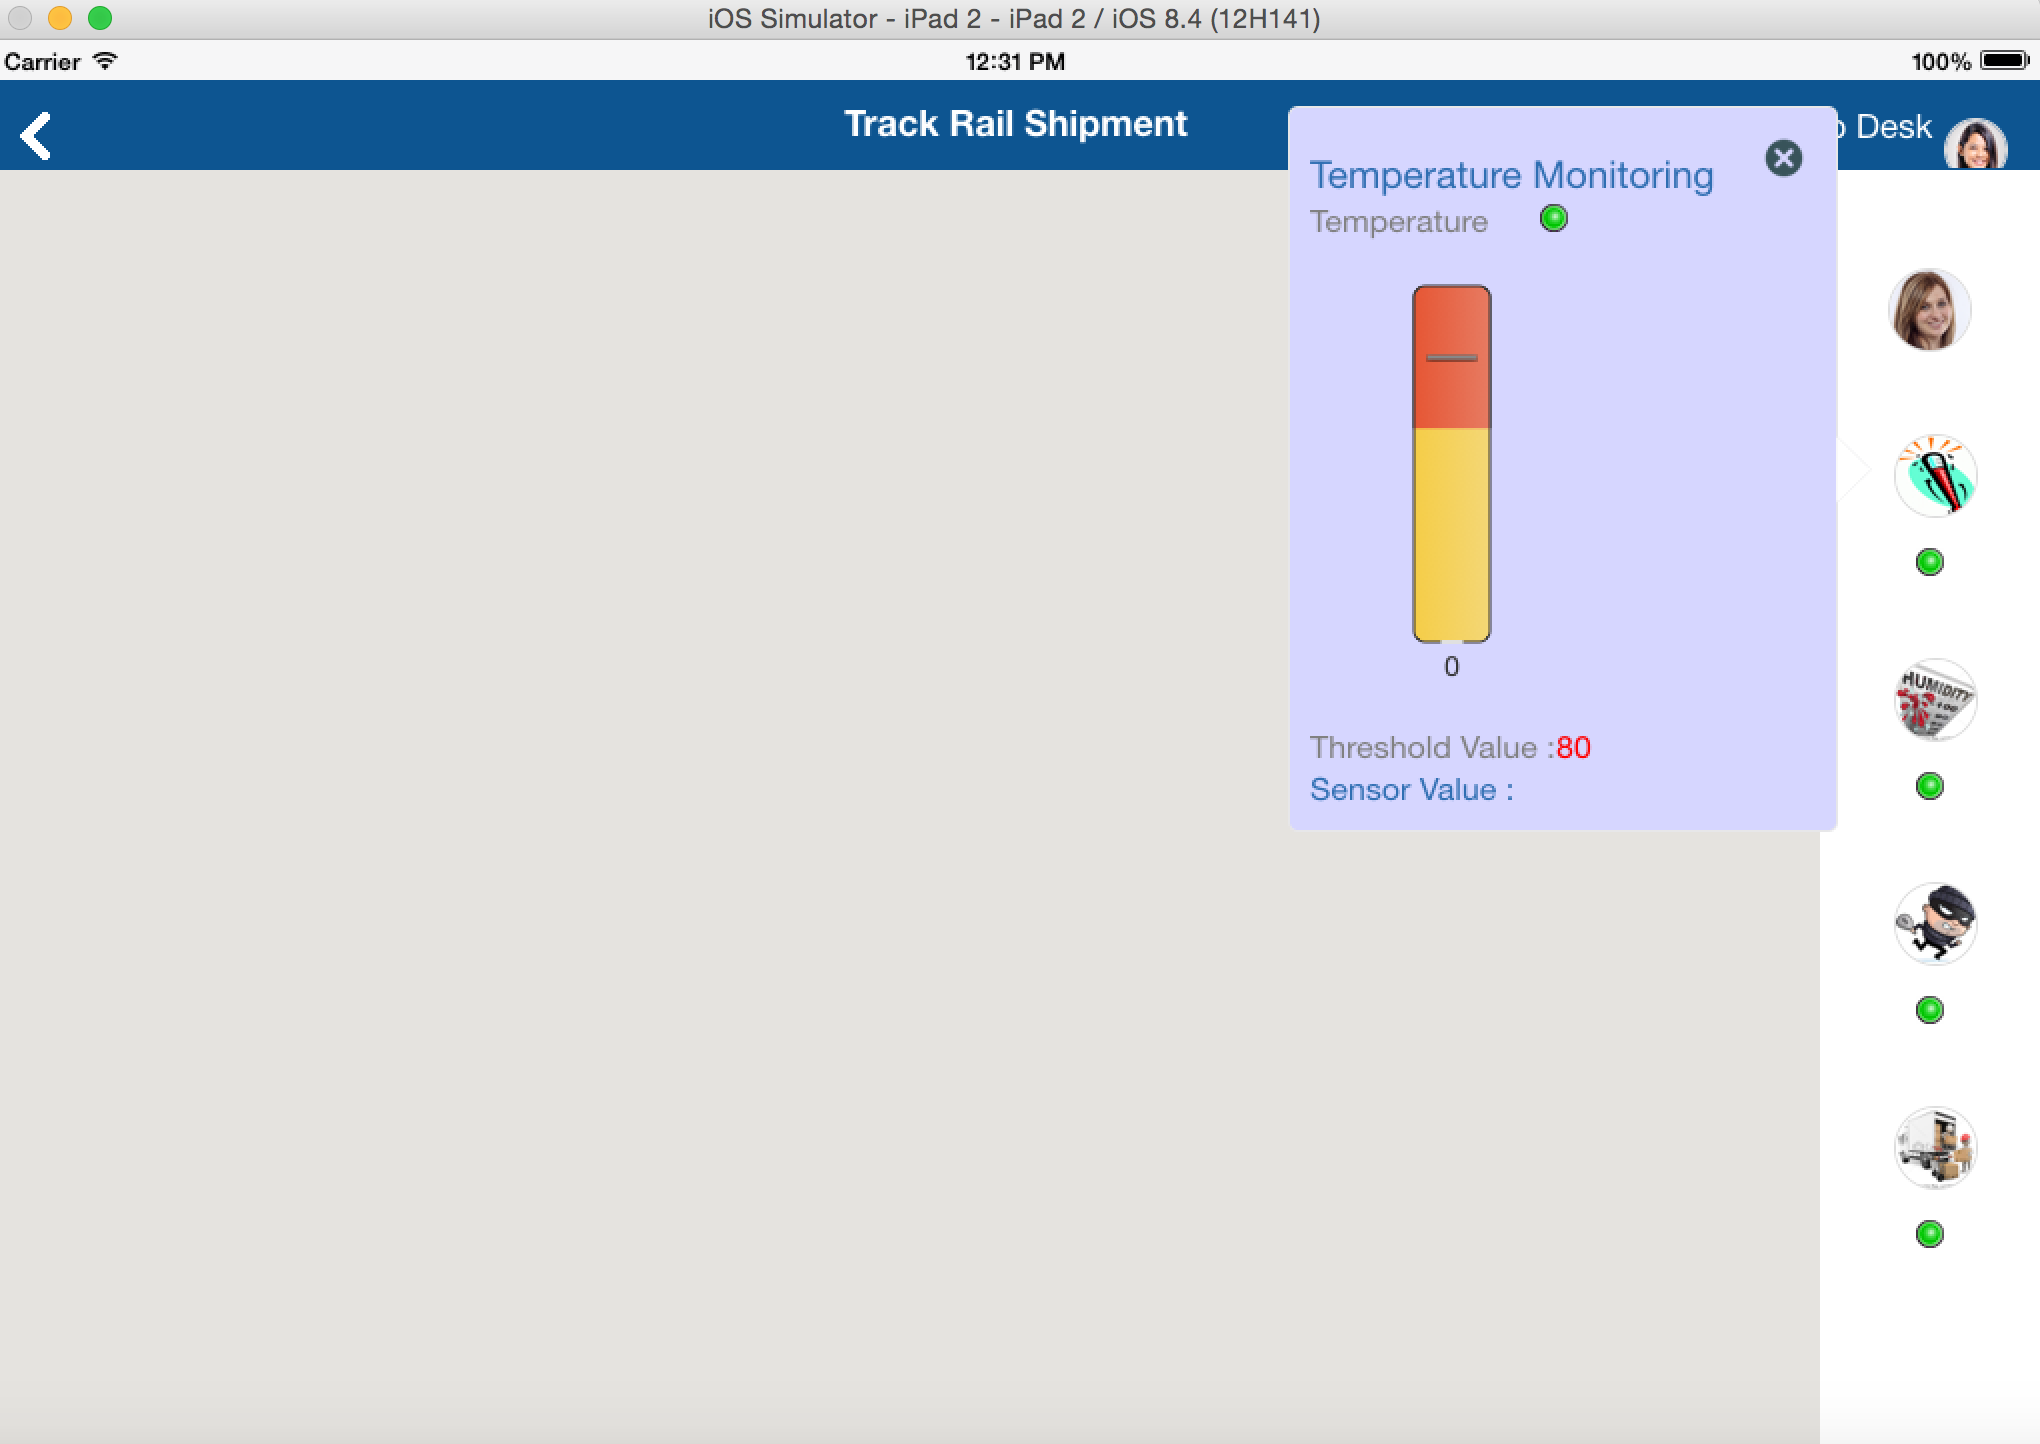 iOS Simulator - iPad 2 - iPad 2 / iOS 8.4 (12H141)
Carrier 12:31 PM 100%
Track Rail Shipment
Desk
Temperature Monitoring
Temperature
0
Threshold Value :80
Sensor Value :
HUMIDITY